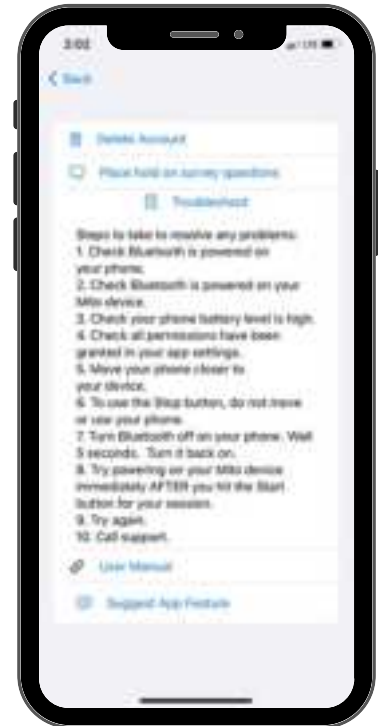 2:02
LTE
Back
Delete Account
Place hold on survey questions
Troubleshoot
Steps to take to resolve any problems:
1. Check Bluetooth is powered on
your phone.
2. Check Bluetooth is powered on your
Mito device.
3. Check your phone battery level is high.
4. Check all permissions have been
granted in your app settings.
5. Move your phone closer to
your device.
6. To use the Stop button, do not move
or use your phone.
7. Turn Bluetooth off on your phone. Wait
5 seconds. Turn it back on.
8. Try powering on your Mito device
immediately AFTER you hit the Start
button for your session.
9. Try again.
10. Call support.
User Manual
Suggest App Feature